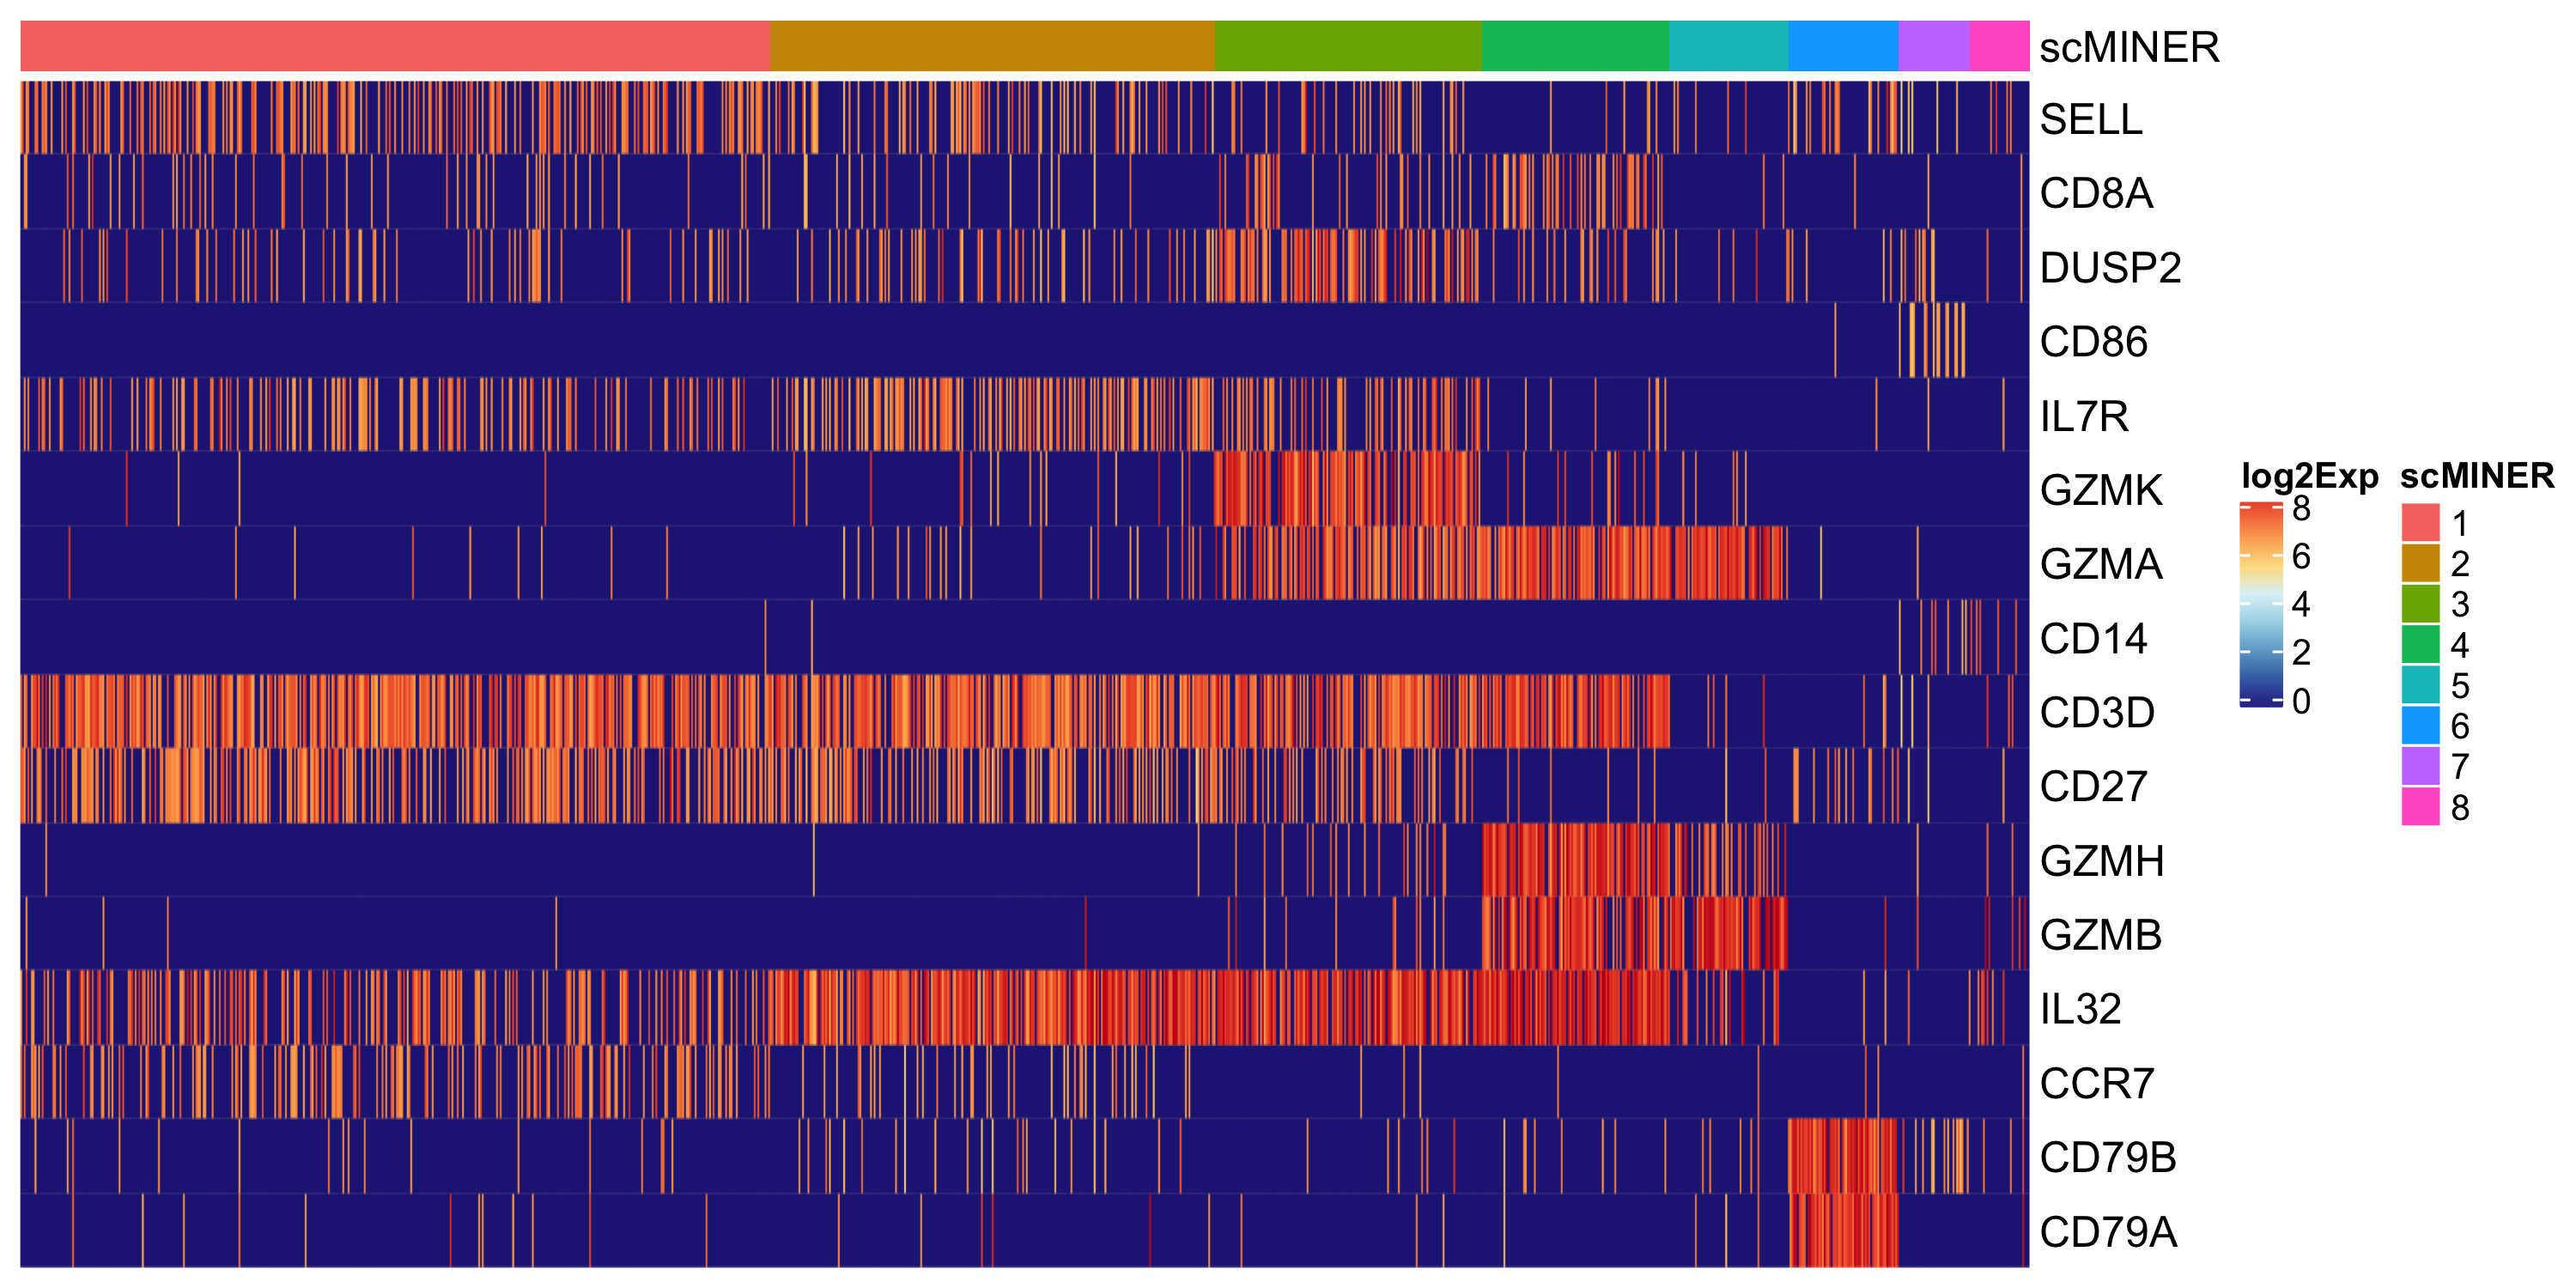 scMINER
SELL
CD8A
DUSP2
CD86
IL7R
GZMK
GZMA
CD14
CD3D
CD27
GZMH
GZMB
IL32
CCR7
CD79B
CD79A
log2Exp
8
6
4
2
0
scMINER
1
2
3
4
5
6
7
8